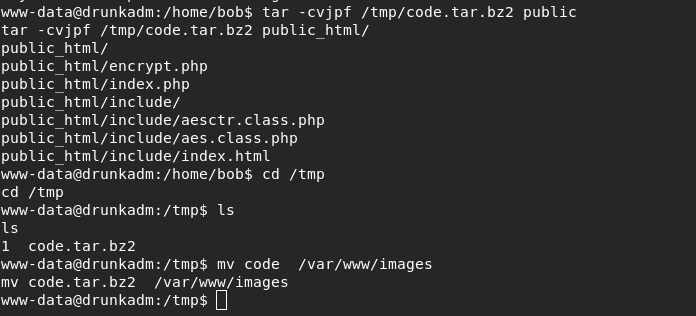 www-data@drunkadm:/home/bob$ tar -cvjpf /tmp/code.tar.bz2 public
tar -cvjpf /tmp/code.tar.bz2 public_html/
public_html/
public_html/encrypt.php
public_html/index.php
public_html/include/
public_html/include/aesctr.class.php
public_html/include/aes.class.php
public_html/include/index.html
www-data@drunkadm:/home/bob$ cd /tmp
cd /tmp
www-data@drunkadm:/tmp$ ls
ls
1  code.tar.bz2
www-data@drunkadm:/tmp$ mv code  /var/www/images
mv code.tar.bz2  /var/www/images
www-data@drunkadm:/tmp$